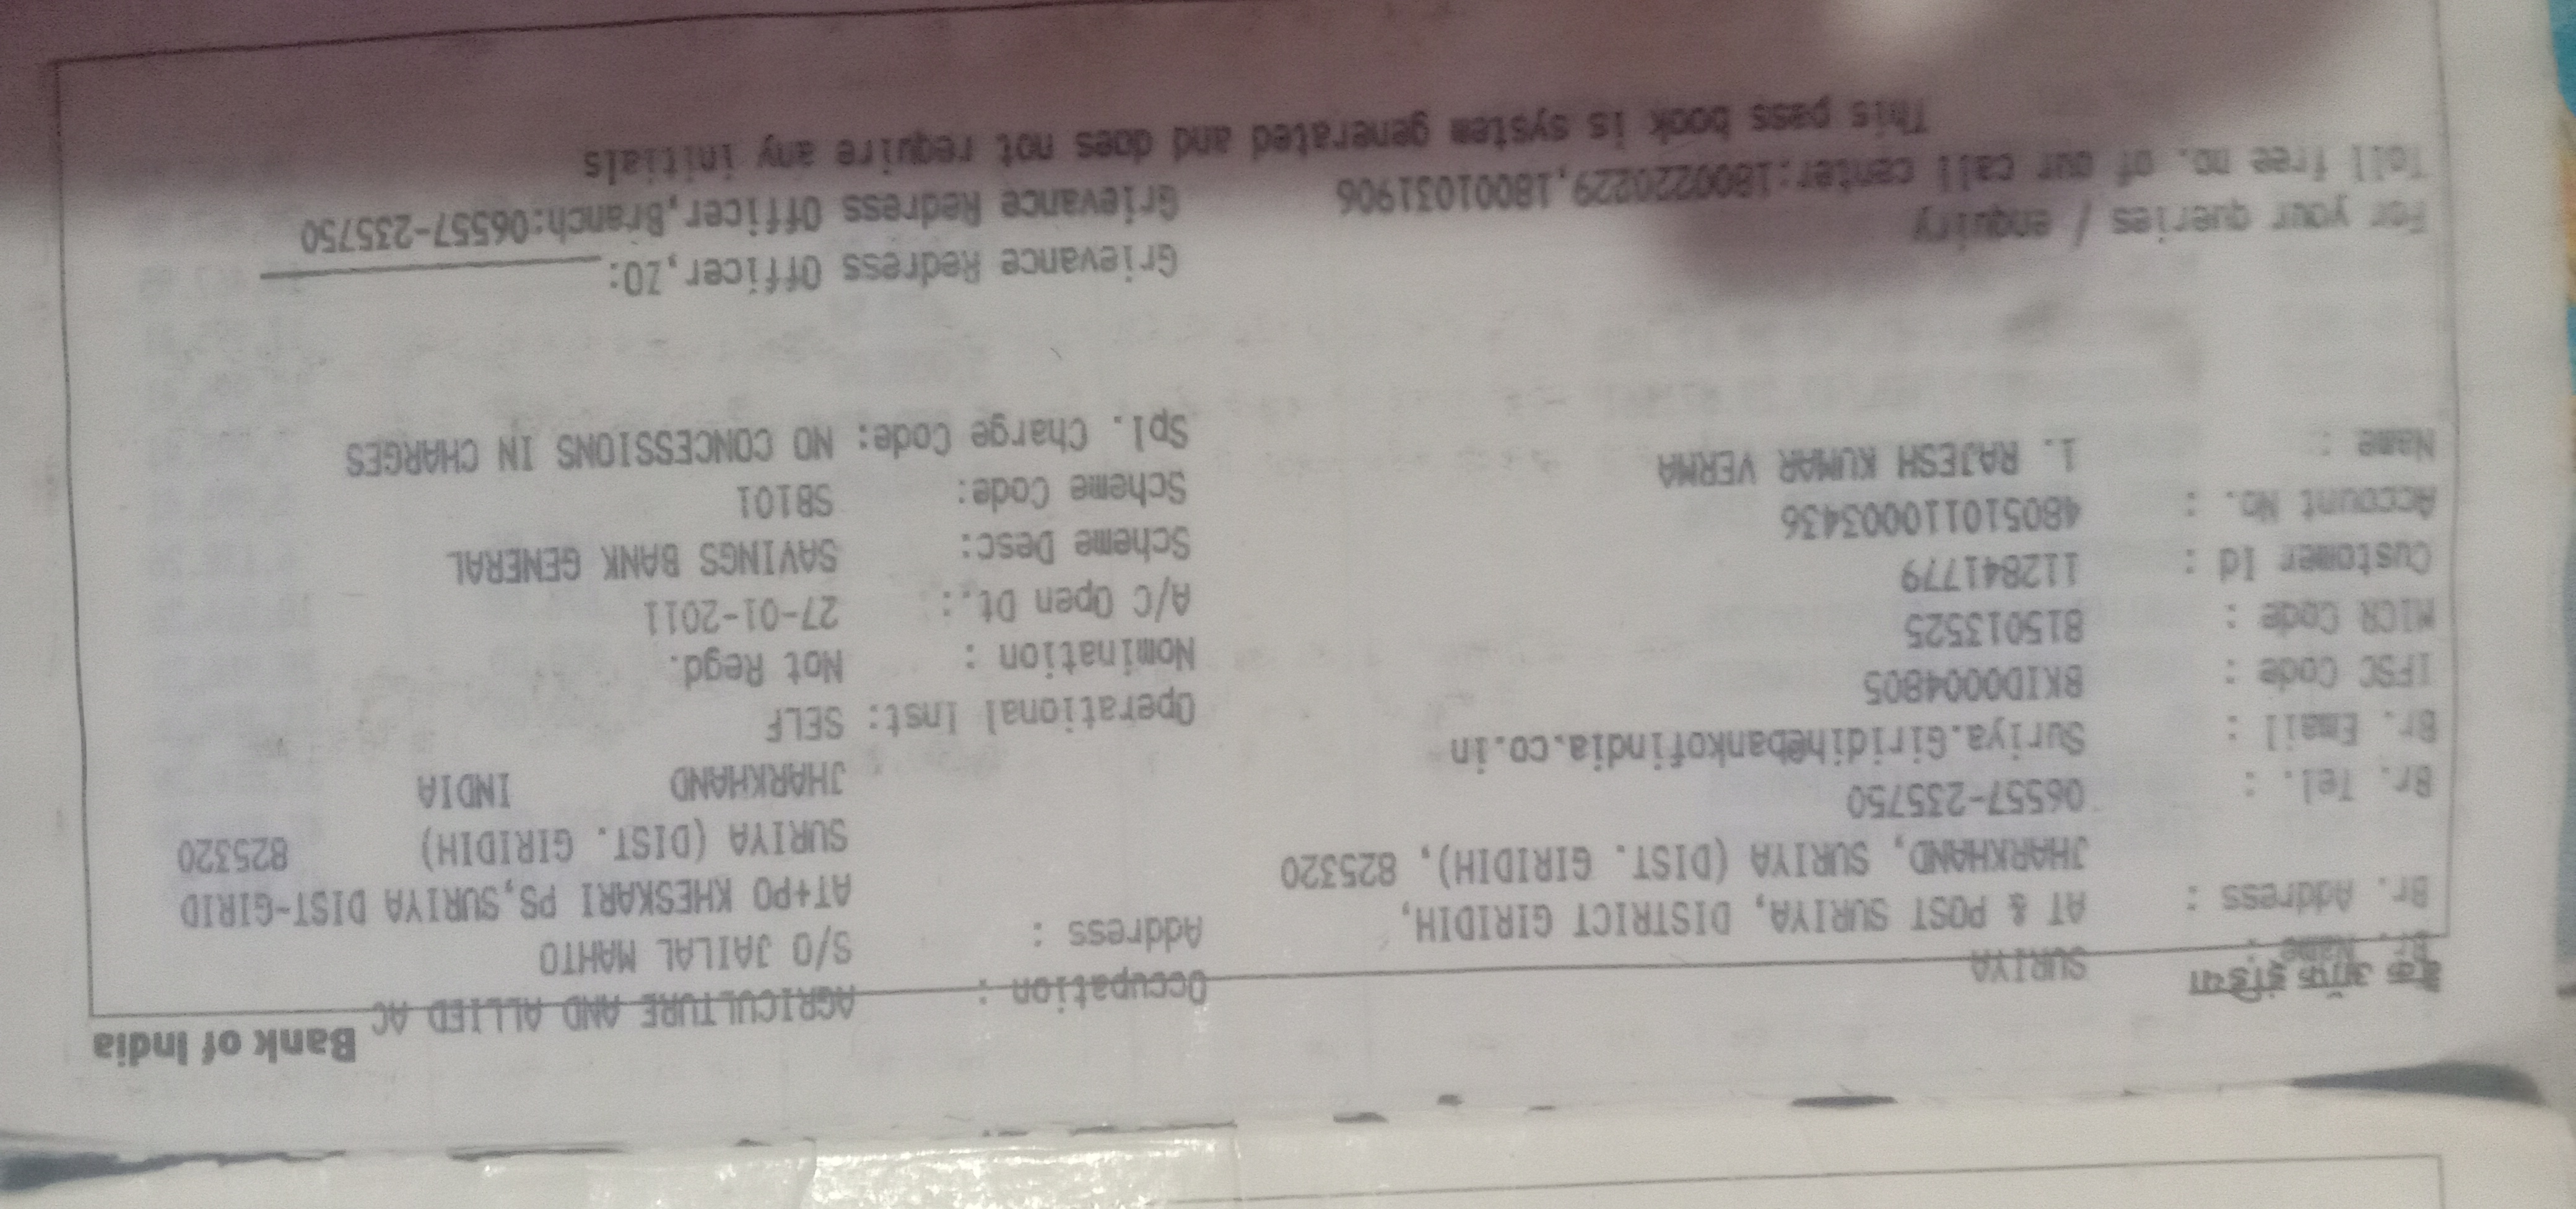 बैंक ऑफ इंडिया
Bank of India
Br. Name : SURIYA
Occupation : AGRICULTURE AND ALLIED AC
Br. Address : AT & POST SURIYA, DISTRICT GIRIDIH,
JHARKHAND, SURIYA (DIST. GIRIDIH), 825320
Address : S/O JAILAL MAHTO
AT+PO KHESKARI PS,SURIYA DIST-GIRID
SURIYA (DIST. GIRIDIH) 825320
JHARKHAND INDIA
Br. Tel. : 06557-235750
Br. Email : Suriya.Giridih@bankofindia.co.in
Operational Inst: SELF
IFSC Code : BKID0004805
Nomination : Not Regd.
MICR Code : 815013525
A/C Open Dt.: 27-01-2011
Customer Id : 112841779
Scheme Desc: SAVINGS BANK GENERAL
Account No. : 480510110003436
Scheme Code: SB101
Name : 1. RAJESH KUMAR VERMA
Spl. Charge Code: NO CONCESSIONS IN CHARGES
For your queries / enquiry
Grievance Redress Officer,ZO:
Toll free no. of our call center:1800220229,18001031906
Grievance Redress Officer,Branch:06557-235750
This pass book is system generated and does not require any initials